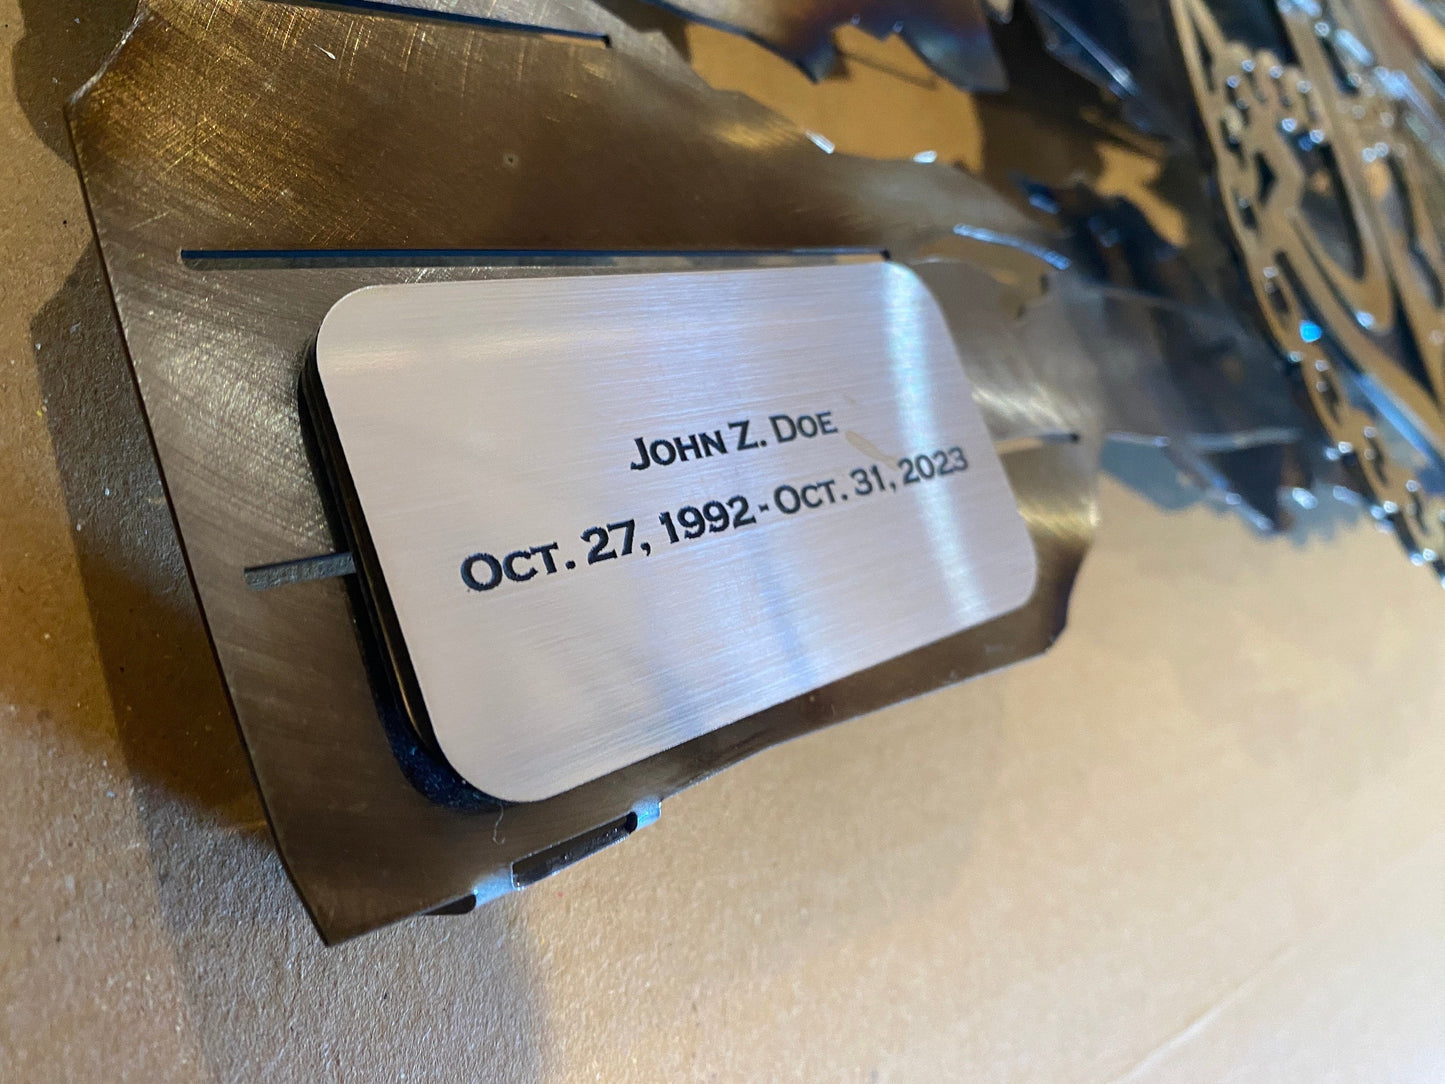 John Z. Doe
Oct. 27, 1992 - Oct. 31, 2023